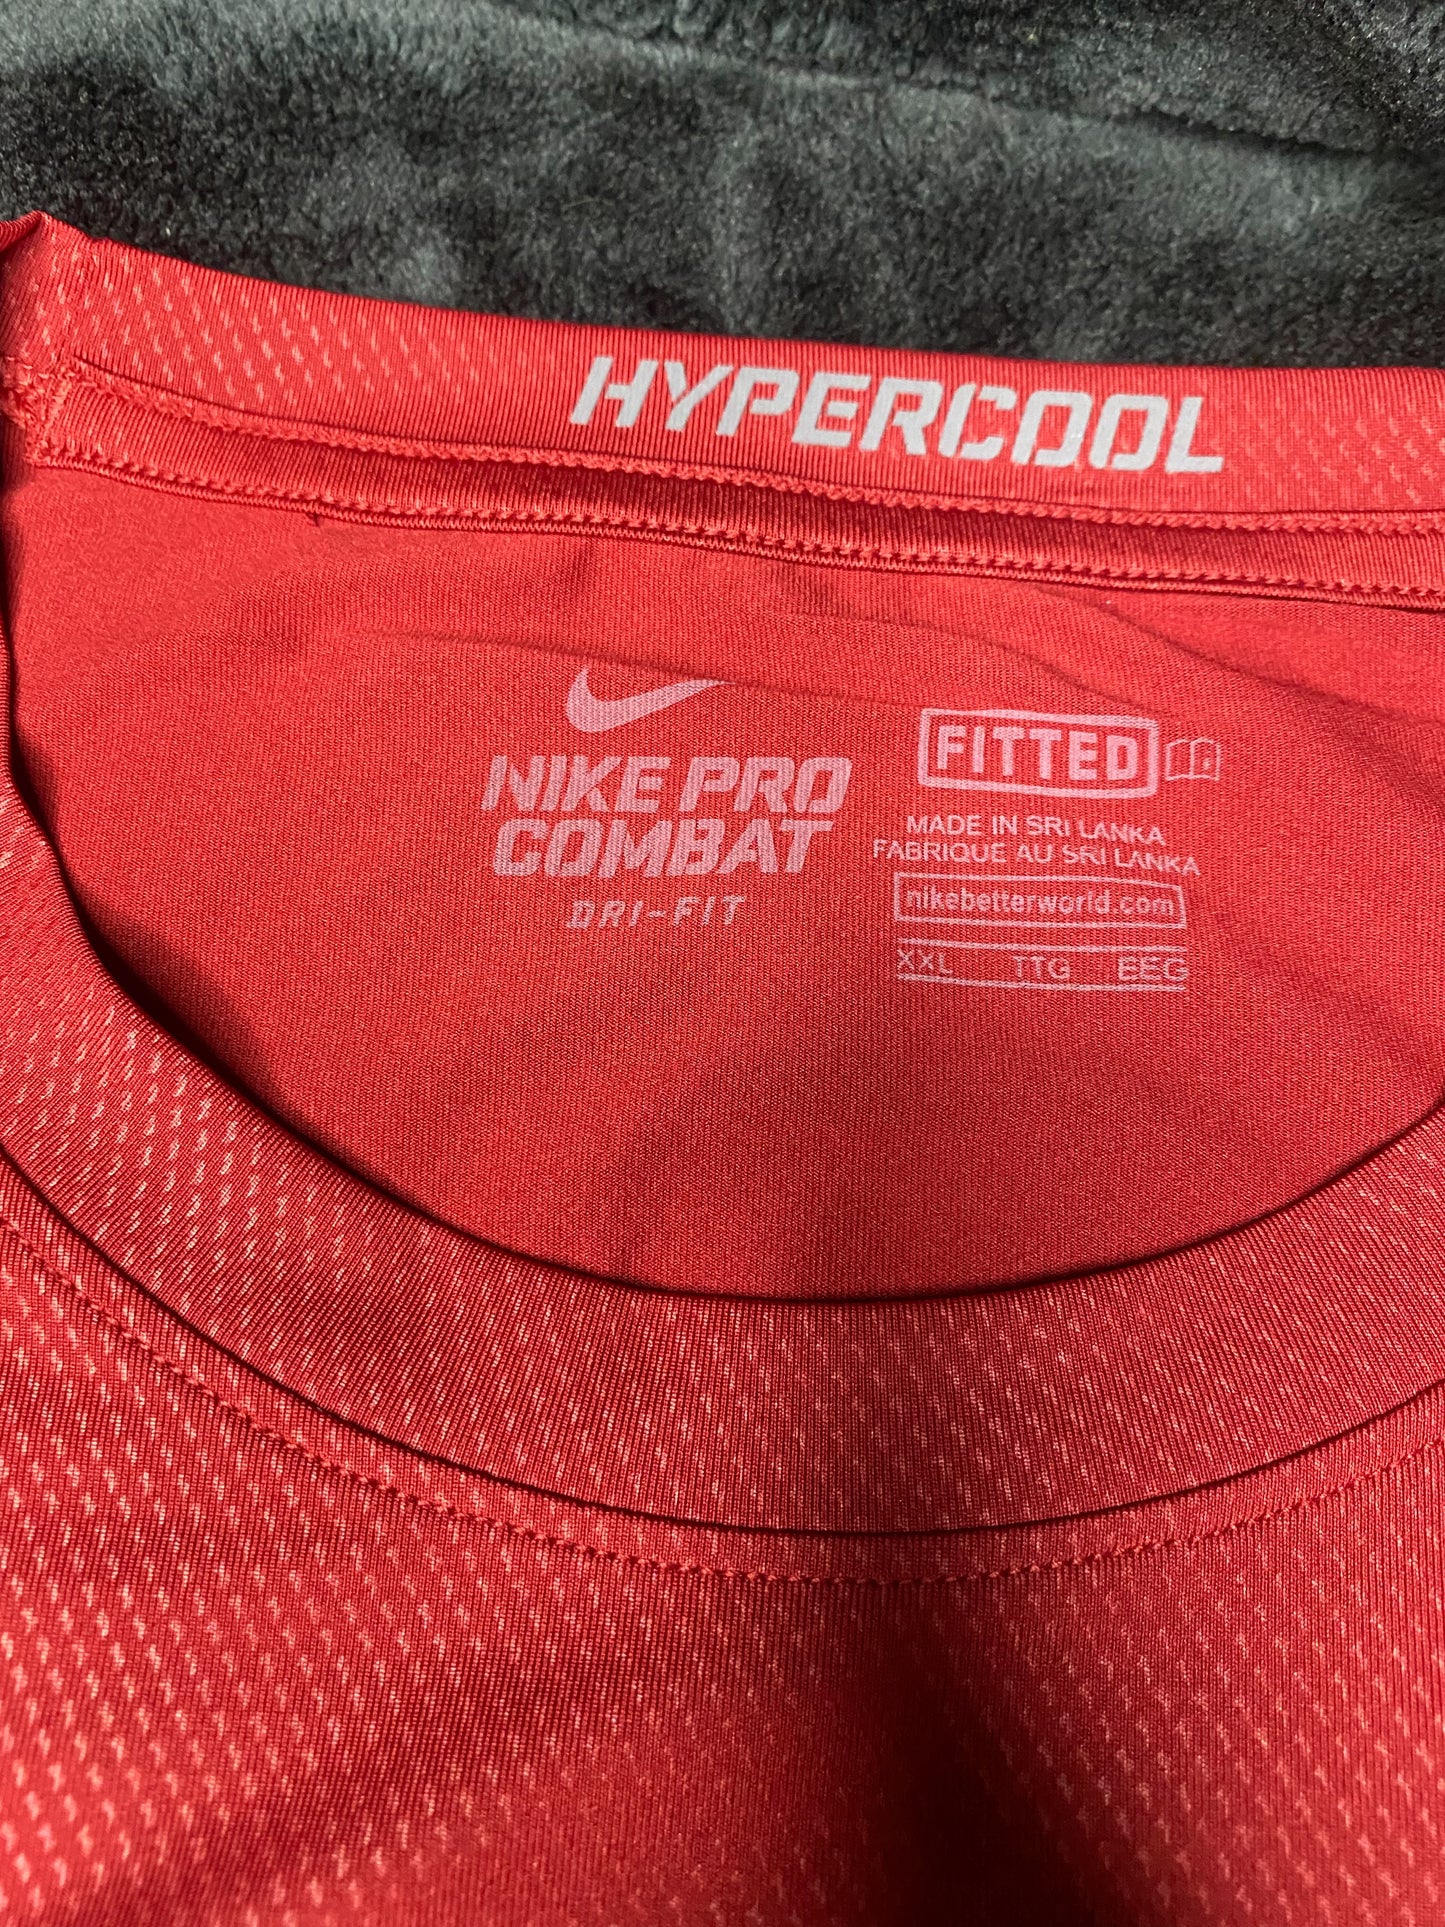 HYPERCOOL
NIKE PRO
COMBAT
DRI-FIT
FITTED
MADE IN SRI LANKA
FABRIQUE AU SRI LANKA
nikebetterworld.com
XXL TTG EEG